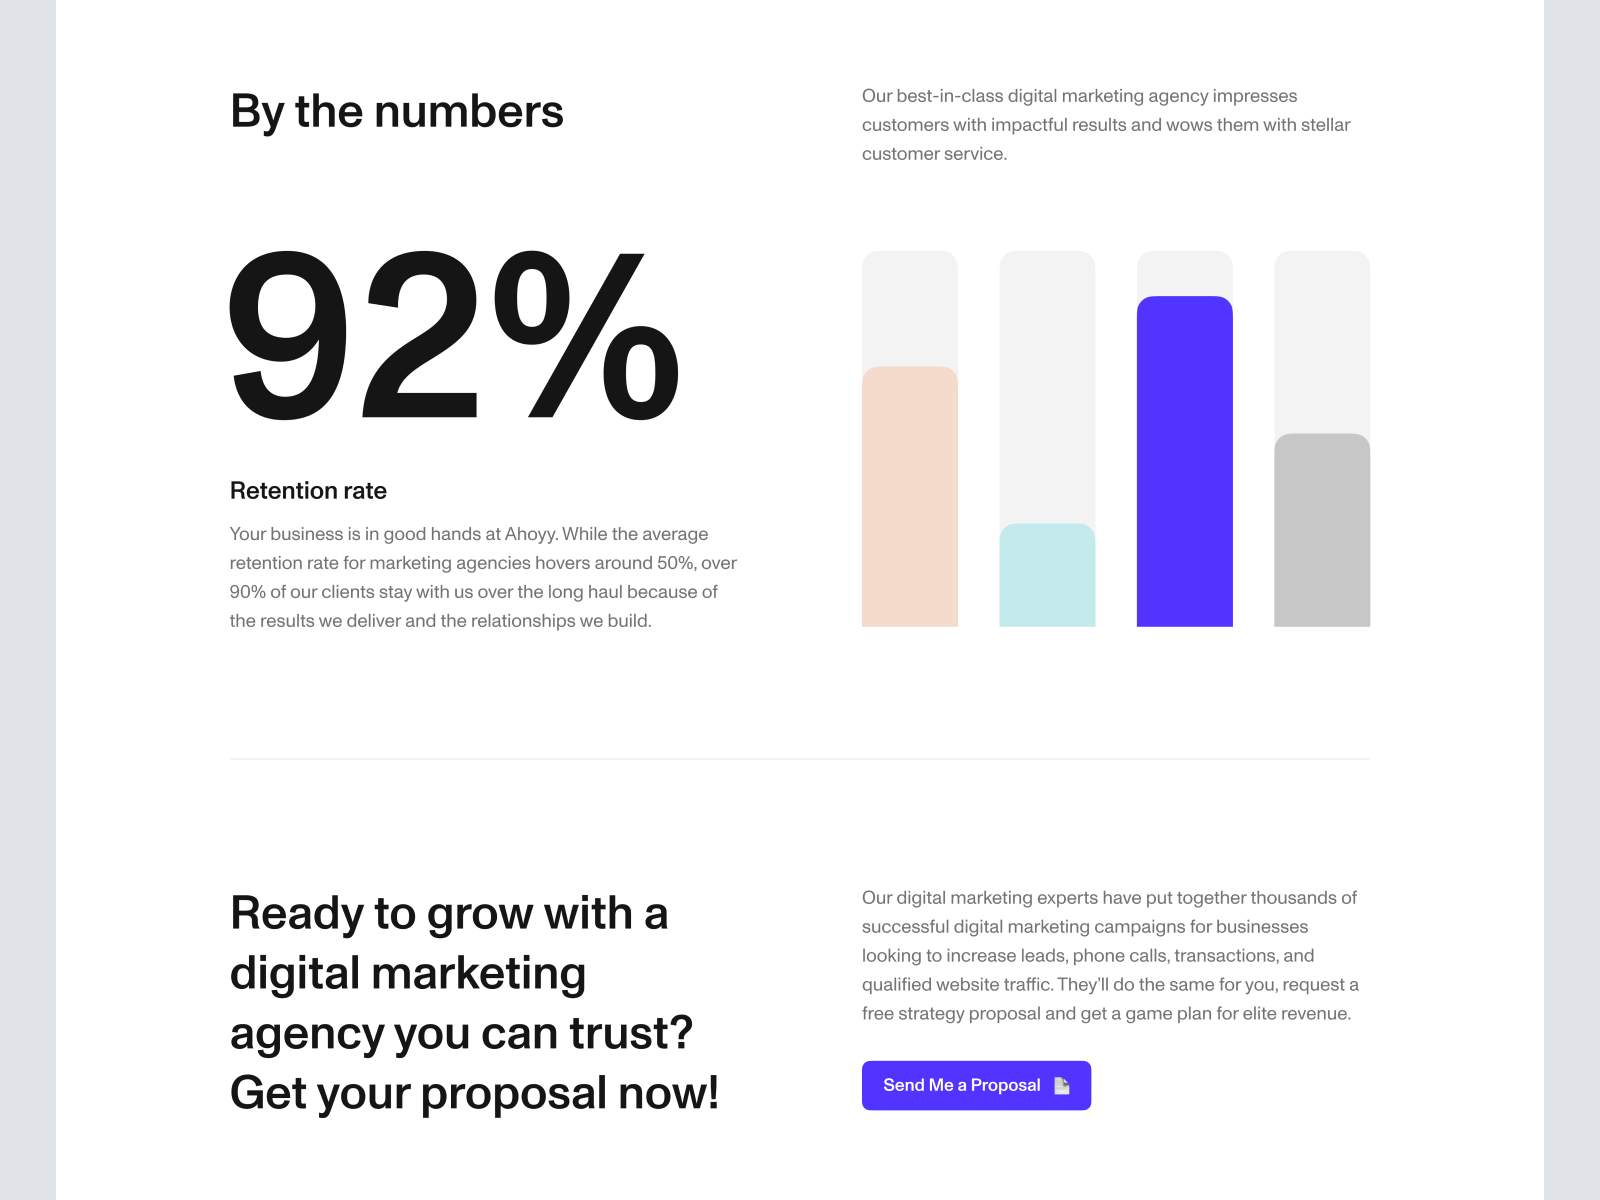 By the numbers
Our best-in-class digital marketing agency impresses
customers with impactful results and wows them with stellar
customer service.
92%
Retention rate
Your business is in good hands at Ahoyy. While the average
retention rate for marketing agencies hovers around 50%, over
90% of our clients stay with us over the long haul because of
the results we deliver and the relationships we build.
Ready to grow with a
digital marketing
agency you can trust?
Get your proposal now!
Our digital marketing experts have put together thousands of
successful digital marketing campaigns for businesses
looking to increase leads, phone calls, transactions, and
qualified website traffic. They’ll do the same for you, request a
free strategy proposal and get a game plan for elite revenue.
Send Me a Proposal